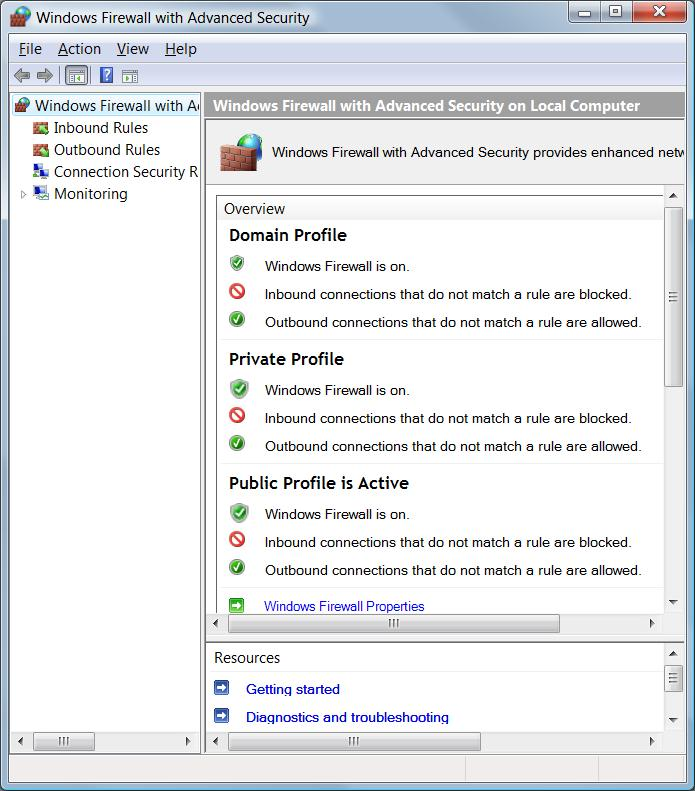 Windows Firewall with Advanced Security
File Action View Help
Windows Firewall with A
Inbound Rules
Outbound Rules
Connection Security R
Monitoring
Windows Firewall with Advanced Security on Local Computer
Windows Firewall with Advanced Security provides enhanced netw
Overview
Domain Profile
Windows Firewall is on.
Inbound connections that do not match a rule are blocked.
Outbound connections that do not match a rule are allowed.
Private Profile
Windows Firewall is on.
Inbound connections that do not match a rule are blocked.
Outbound connections that do not match a rule are allowed.
Public Profile is Active
Windows Firewall is on.
Inbound connections that do not match a rule are blocked.
Outbound connections that do not match a rule are allowed.
Windows Firewall Properties
Resources
Getting started
Diagnostics and troubleshooting